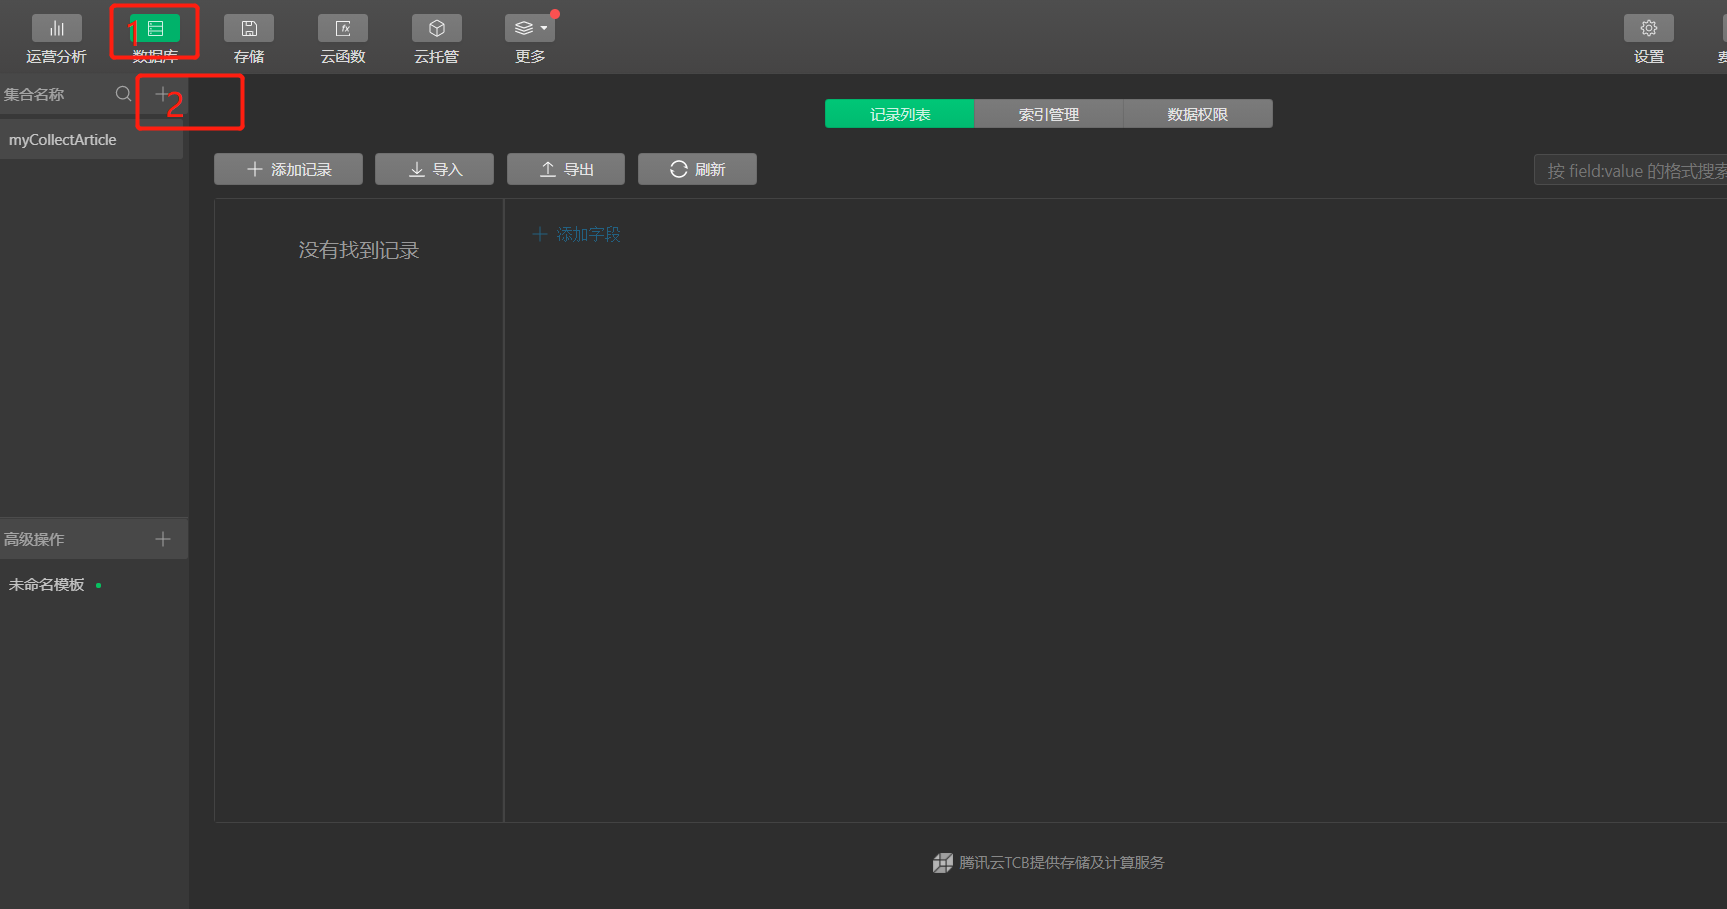 运营分析
1
数据库
存储
云函数
云托管
更多
设置
集合名称
2
myCollectArticle
记录列表
索引管理
数据权限
添加记录
导入
导出
刷新
按 field:value 的格式搜索
没有找到记录
添加字段
高级操作
未命名模板
腾讯云TCB提供存储及计算服务